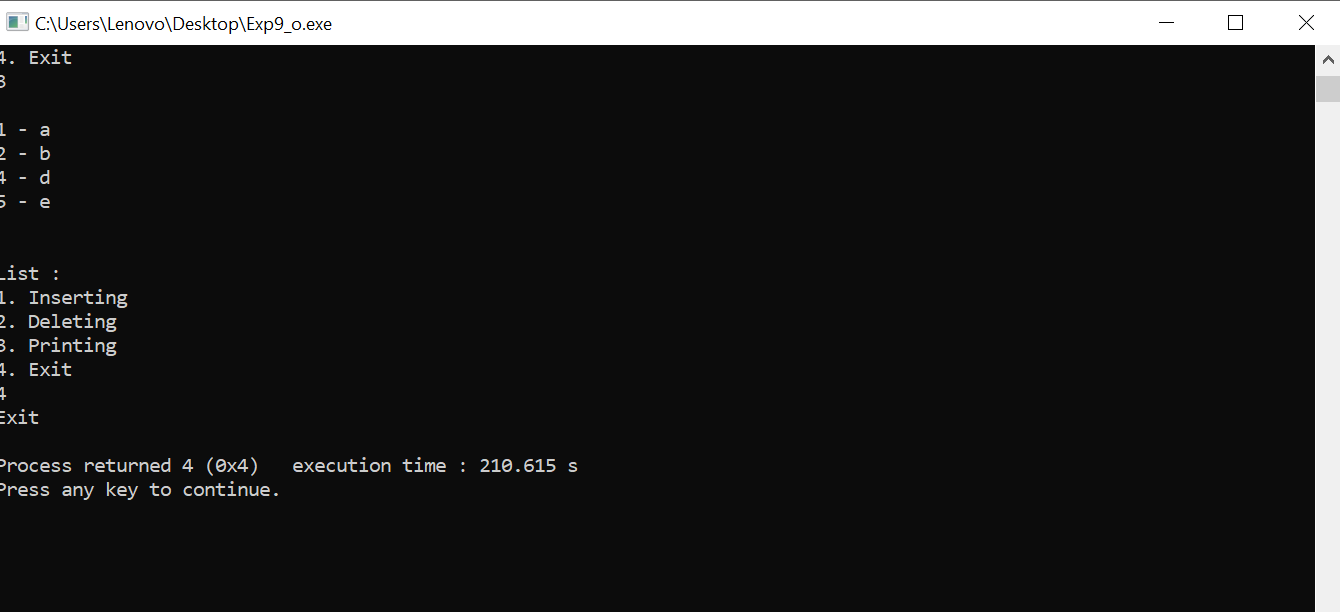 C:\Users\Lenovo\Desktop\Exp9_o.exe
4. Exit
3
1 - a
2 - b
4 - d
5 - e
List :
1. Inserting
2. Deleting
3. Printing
4. Exit
4
Exit
Process returned 4 (0x4)   execution time : 210.615 s
Press any key to continue.